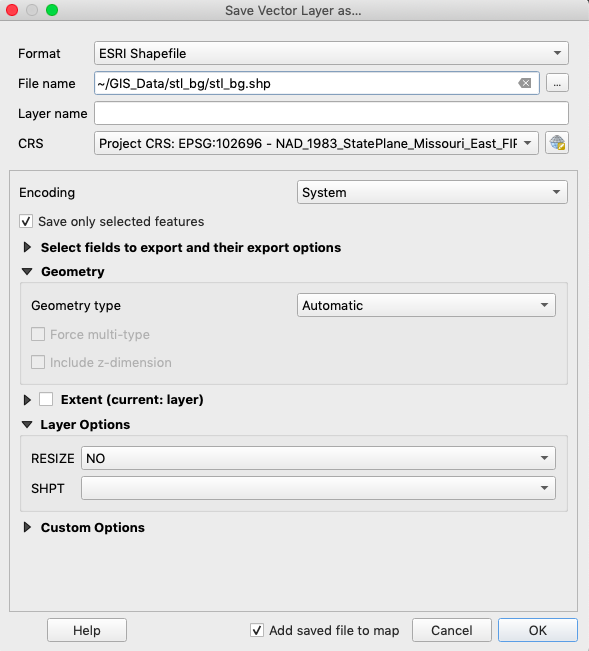 Save Vector Layer as...
Format ESRI Shapefile
File name ~/GIS_Data/stl_bg/stl_bg.shp ...
Layer name
CRS Project CRS: EPSG:102696 - NAD_1983_StatePlane_Missouri_East_FIP
Encoding System
Save only selected features
Select fields to export and their export options
Geometry
Geometry type Automatic
Force multi-type
Include z-dimension
Extent (current: layer)
Layer Options
RESIZE NO
SHPT
Custom Options
Help Add saved file to map Cancel OK